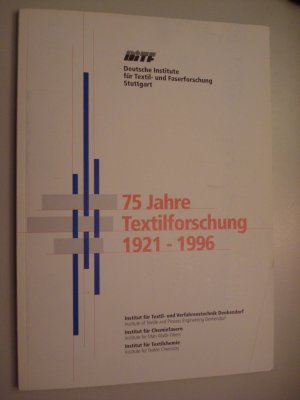 DITF
Deutsche Institute
für Textil- und Faserforschung
Stuttgart
75 Jahre
Textilforschung
1921 - 1996
Institut für Textil- und Verfahrenstechnik Denkendorf
Institute of Textile and Process Engineering Denkendorf
Institut für Chemiefasern
Institute for Man-Made Fibers
Institut für Textilchemie
Institute for Textile Chemistry